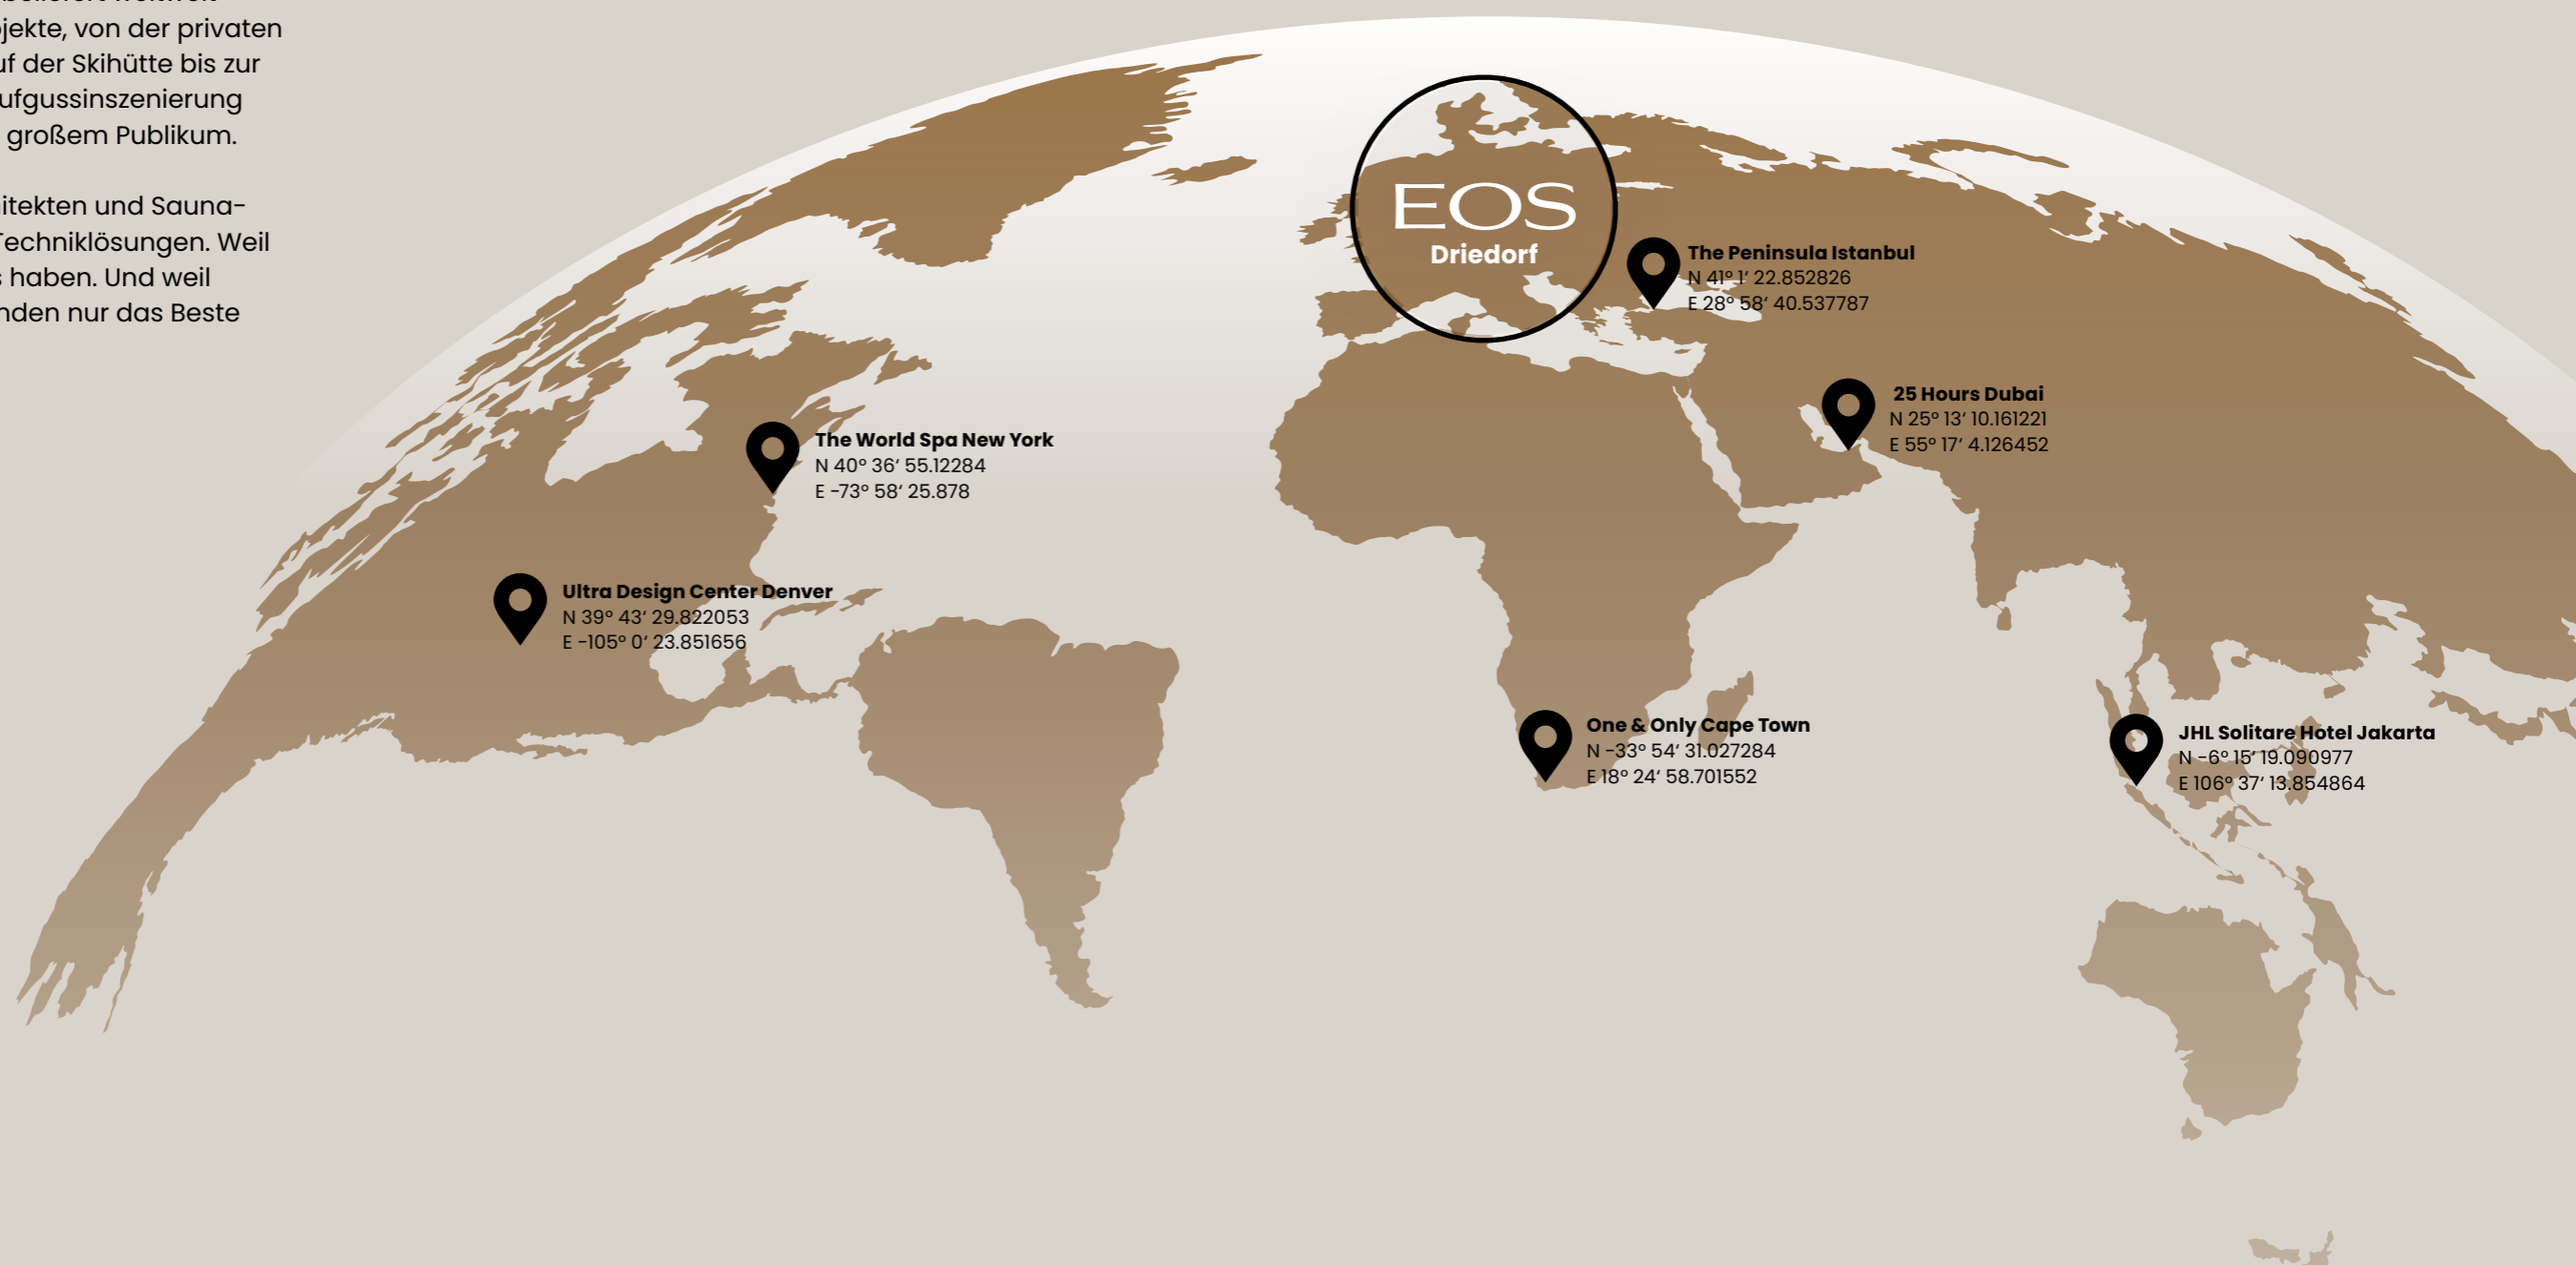 jekte, von der privaten
uf der Skihütte bis zur
ufgussinszenierung
großem Publikum.
itekten und Sauna-
Techniklösungen. Weil
s haben. Und weil
nden nur das Beste
EOS
Driedorf
The Peninsula Istanbul
N 41° 1‘ 22.852826
E 28° 58‘ 40.537787
25 Hours Dubai
N 25° 13‘ 10.161221
E 55° 17‘ 4.126452
The World Spa New York
N 40° 36‘ 55.12284
E -73° 58‘ 25.878
Ultra Design Center Denver
N 39° 43‘ 29.822053
E -105° 0‘ 23.851656
One & Only Cape Town
N -33° 54‘ 31.027284
E 18° 24‘ 58.701552
JHL Solitare Hotel Jakarta
N -6° 15‘ 19.090977
E 106° 37‘ 13.854864